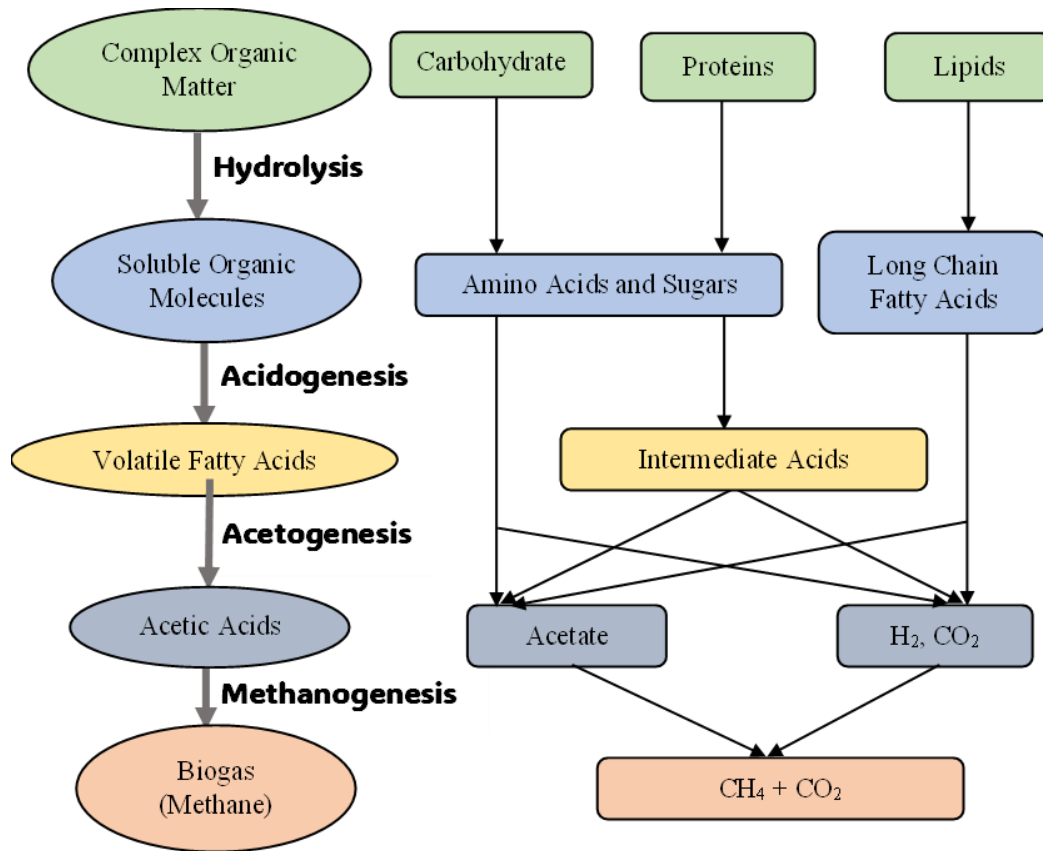 Complex Organic
Matter
Carbohydrate
Proteins
Lipids
Hydrolysis
Soluble Organic
Molecules
Amino Acids and Sugars
Long Chain
Fatty Acids
Acidogenesis
Volatile Fatty Acids
Intermediate Acids
Acetogenesis
Acetic Acids
Acetate
H₂, CO₂
Methanogenesis
Biogas
(Methane)
CH₄ + CO₂